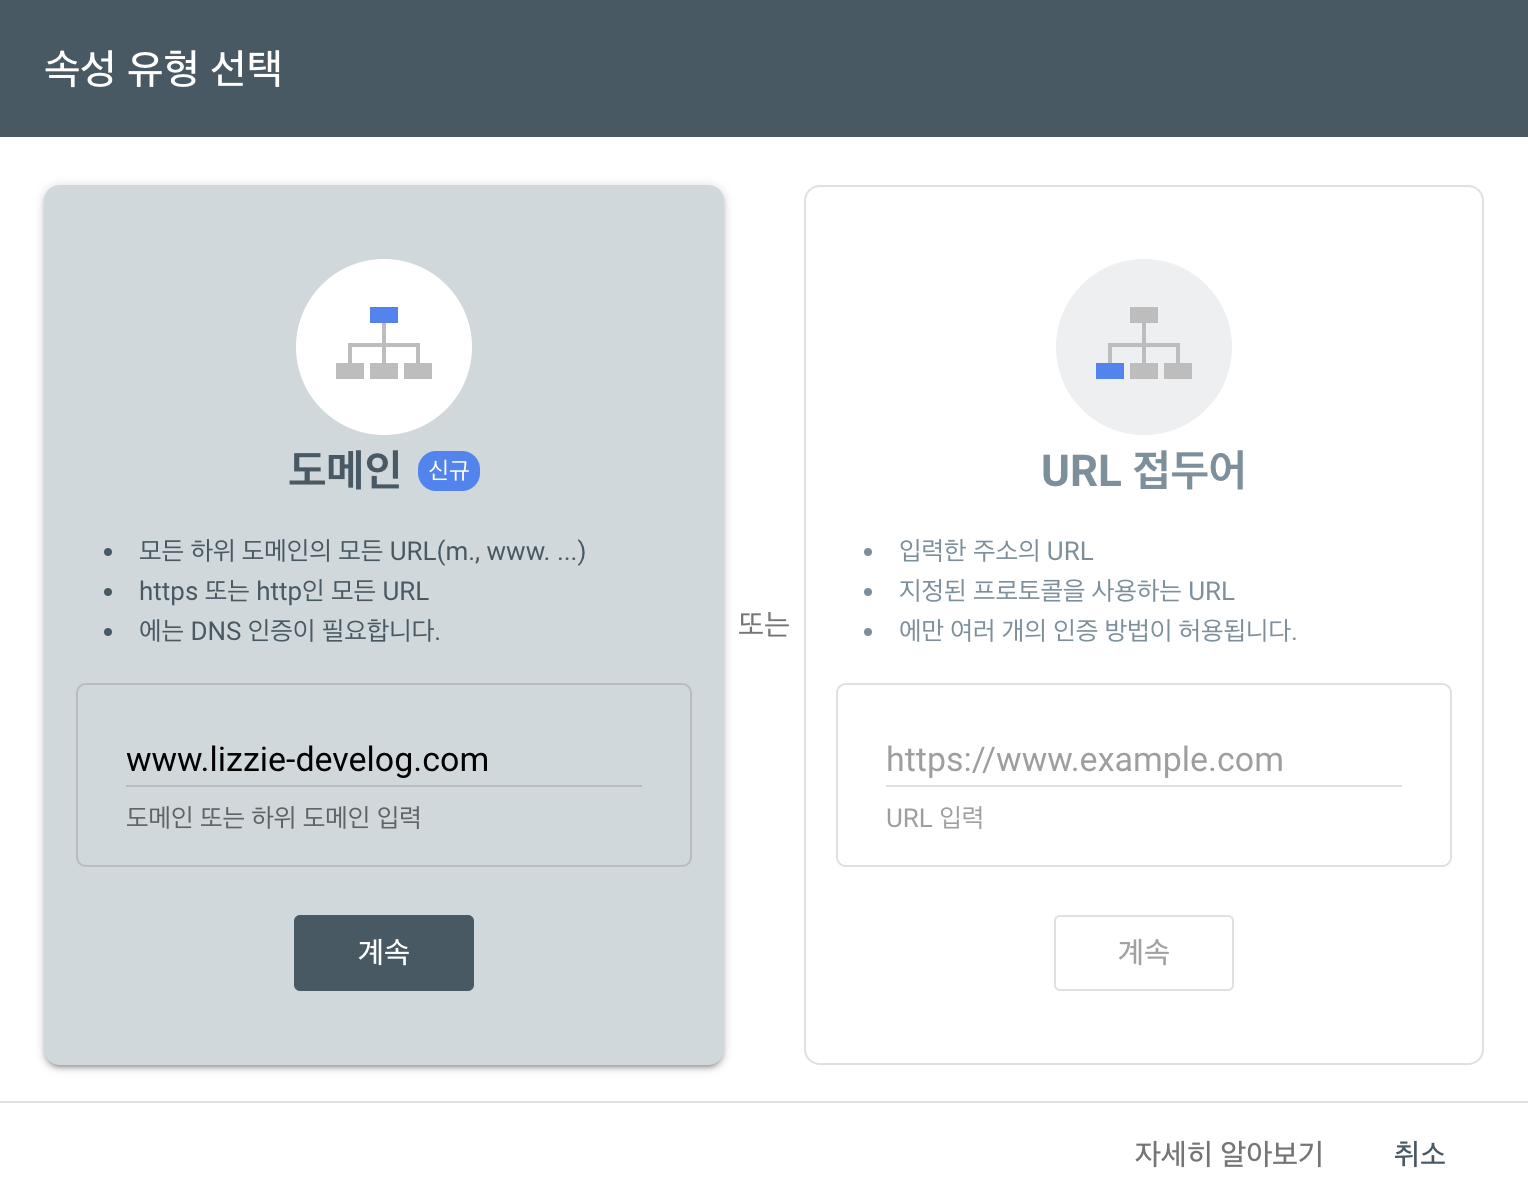 속성 유형 선택
도메인 신규
모든 하위 도메인의 모든 URL(m., www. ...)
https 또는 http인 모든 URL
에는 DNS 인증이 필요합니다.
www.lizzie-develog.com
도메인 또는 하위 도메인 입력
계속
또는
URL 접두어
입력한 주소의 URL
지정된 프로토콜을 사용하는 URL
에만 여러 개의 인증 방법이 허용됩니다.
https://www.example.com
URL 입력
계속
자세히 알아보기 취소